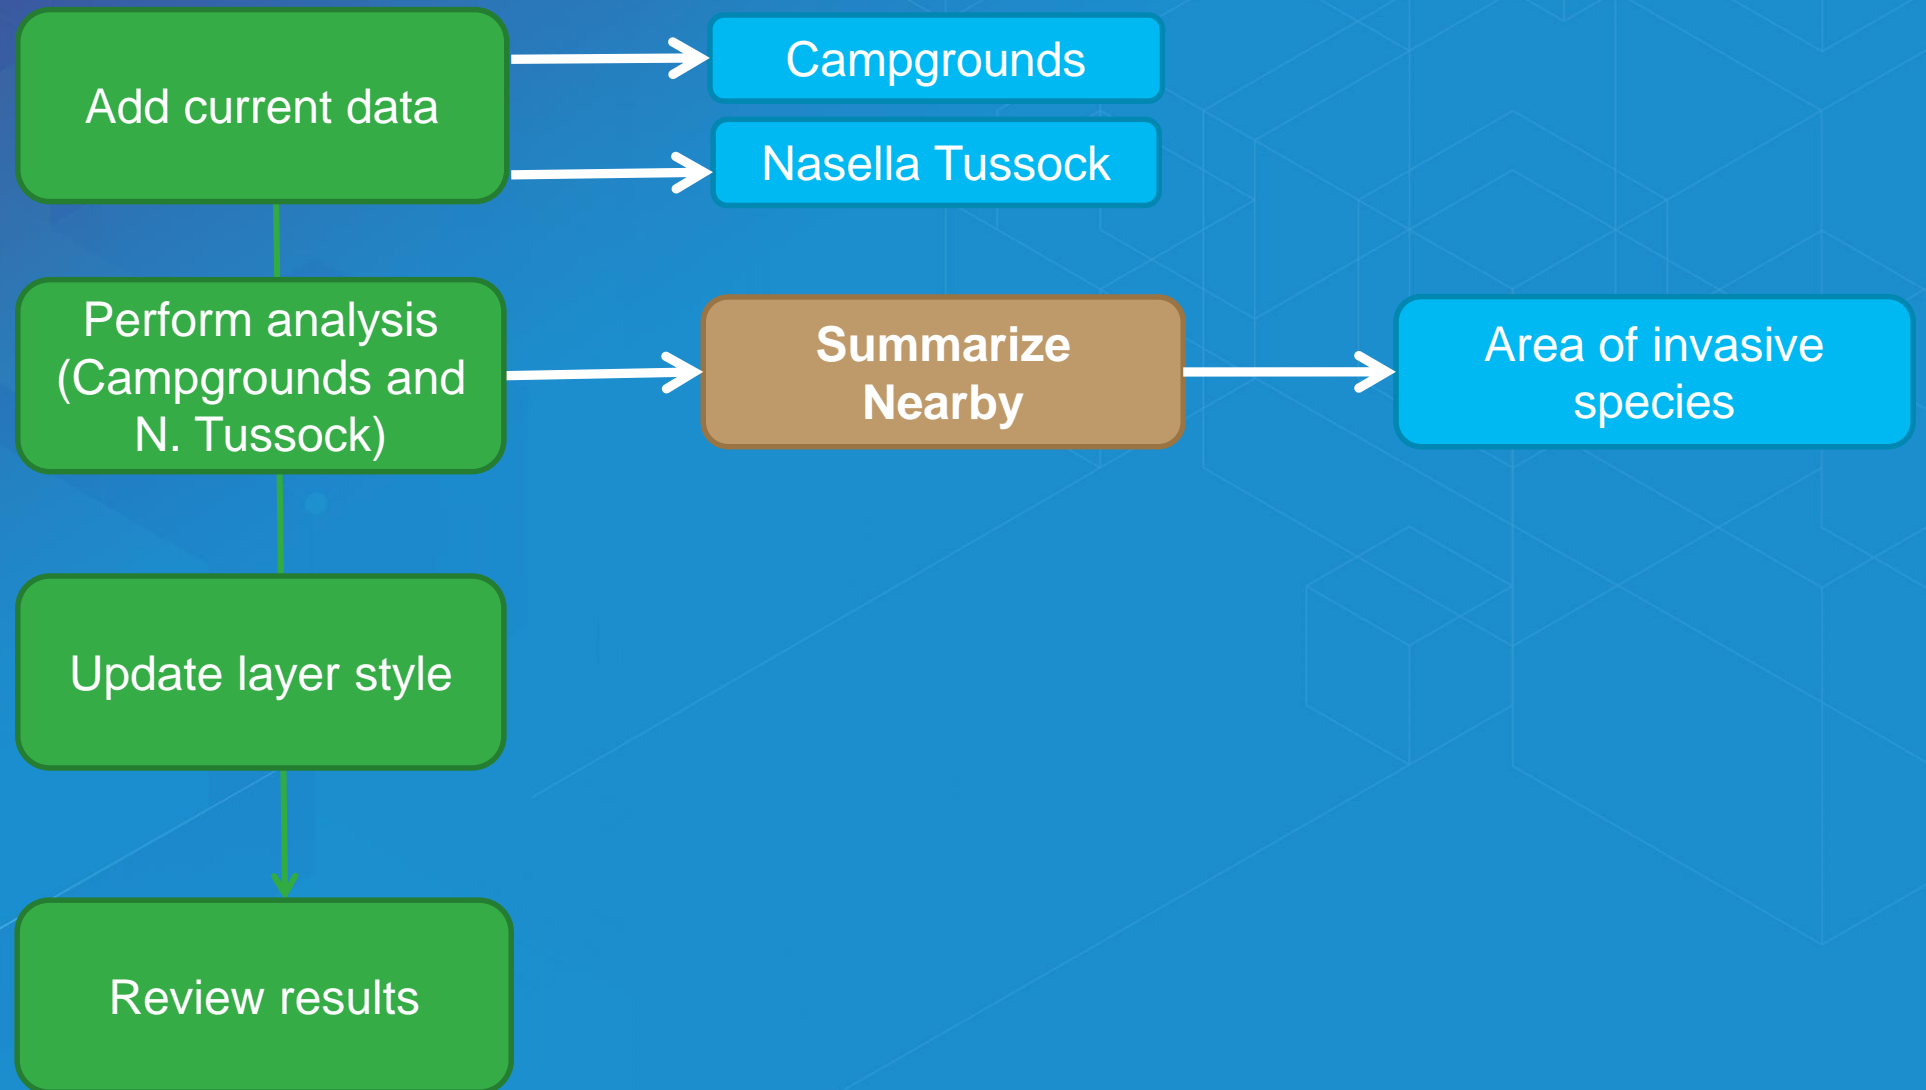 Add current data
Campgrounds
Nasella Tussock
Perform analysis
(Campgrounds and
N. Tussock)
Summarize
Nearby
Area of invasive
species
Update layer style
Review results